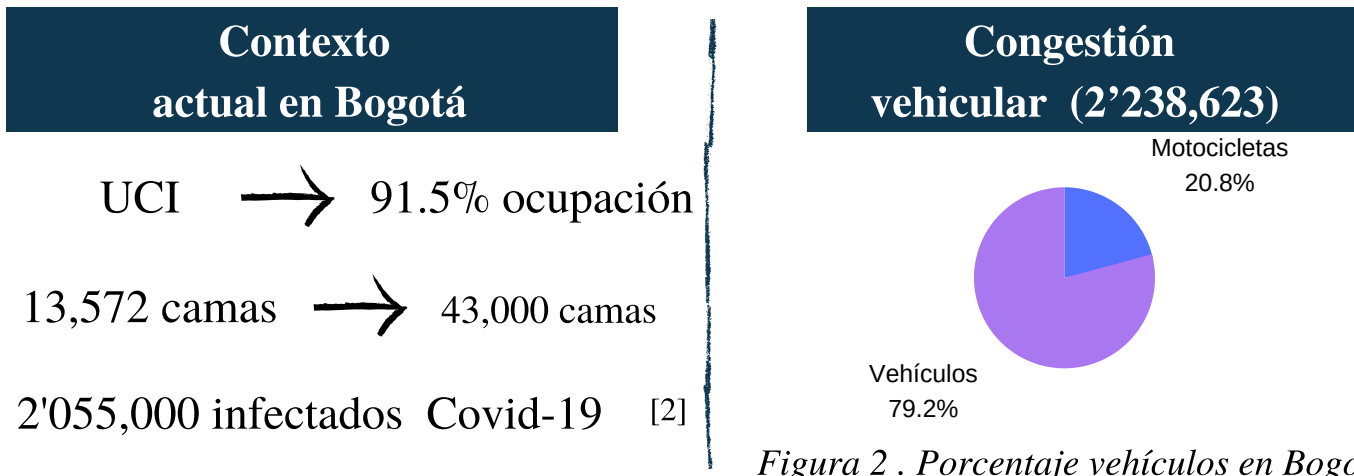 Contexto
actual en Bogotá
UCI 91.5% ocupación
13,572 camas 43,000 camas
2'055,000 infectados Covid-19 [2]
Congestión
vehicular (2’238,623)
Motocicletas
20.8%
Vehículos
79.2%
Figura 2 . Porcentaje vehículos en